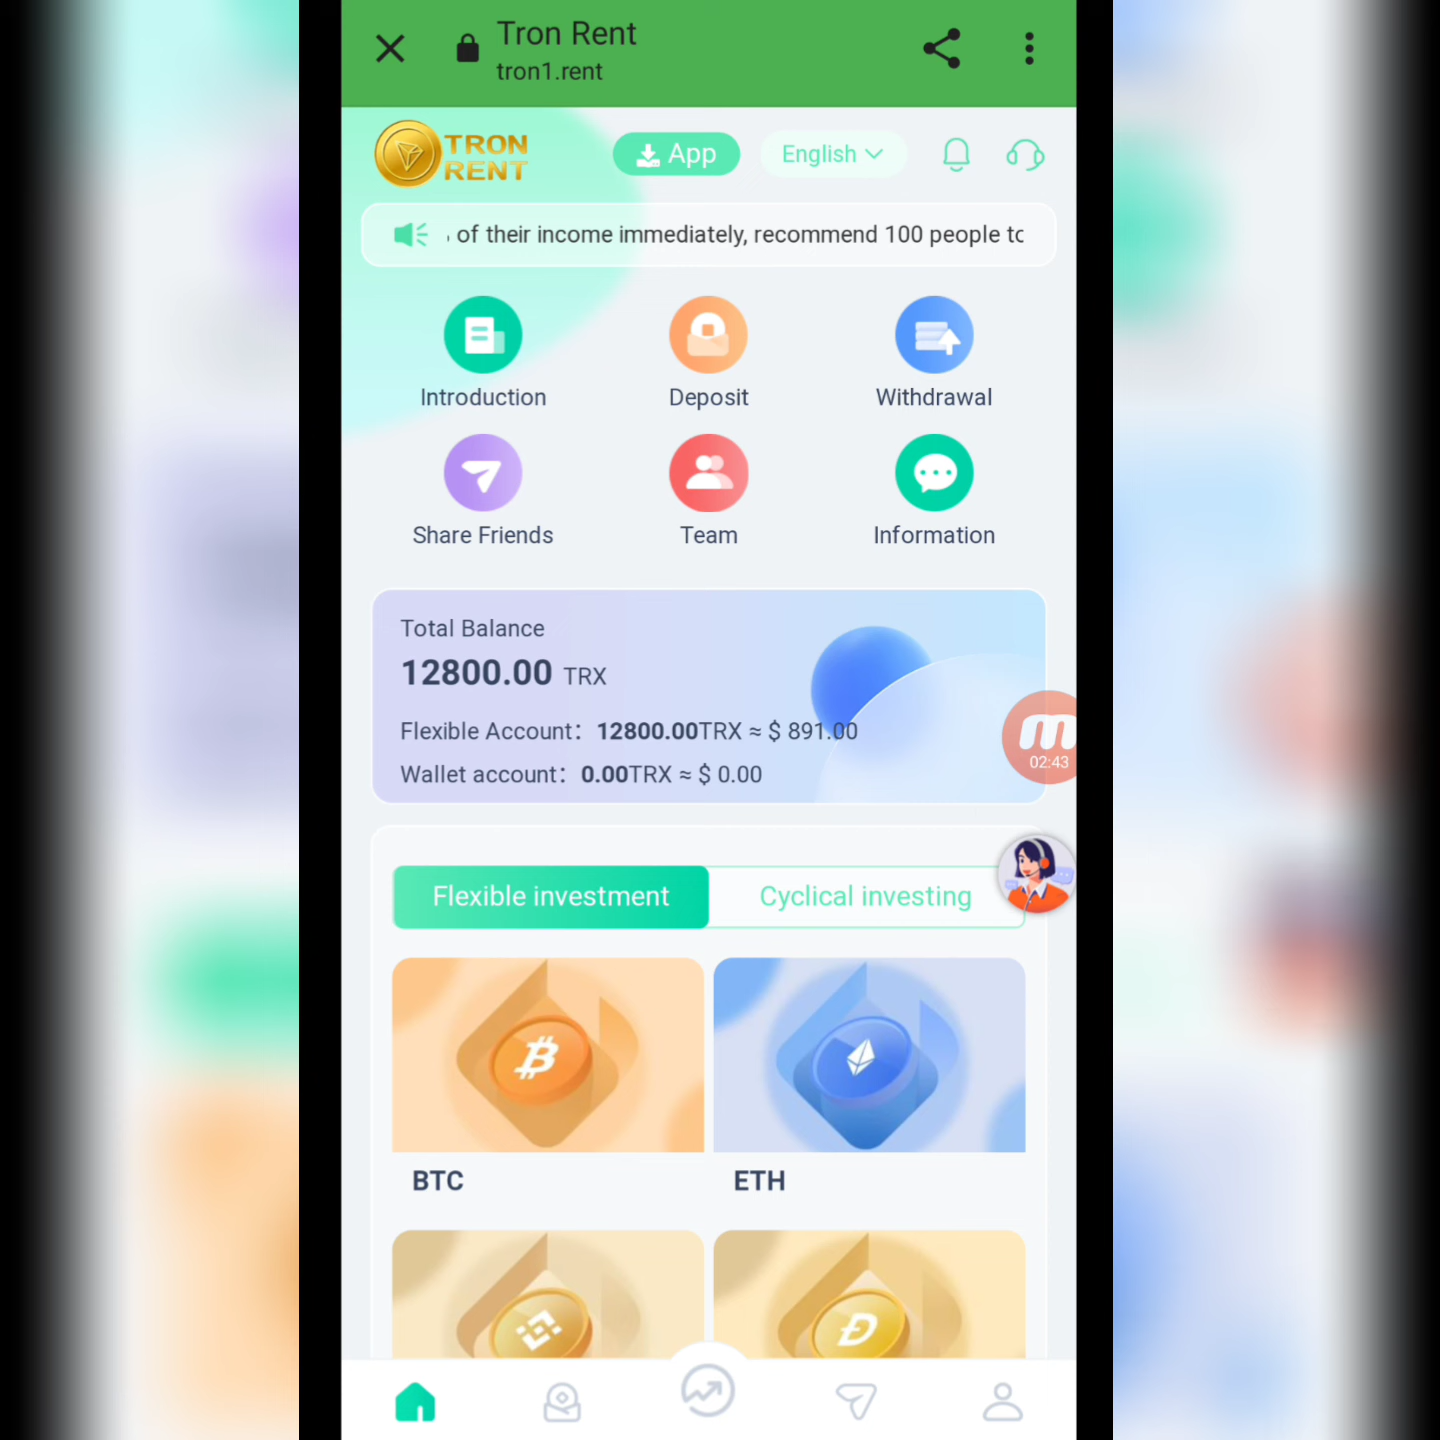 Tron Rent
tron1.rent
TRON
RENT
App
English
of their income immediately, recommend 100 people to
Introduction
Deposit
Withdrawal
Share Friends
Team
Information
Total Balance
12800.00 TRX
Flexible Account: 12800.00TRX ≈ $ 891.00
Wallet account: 0.00TRX ≈ $ 0.00
02:43
Flexible investment
Cyclical investing
BTC
ETH